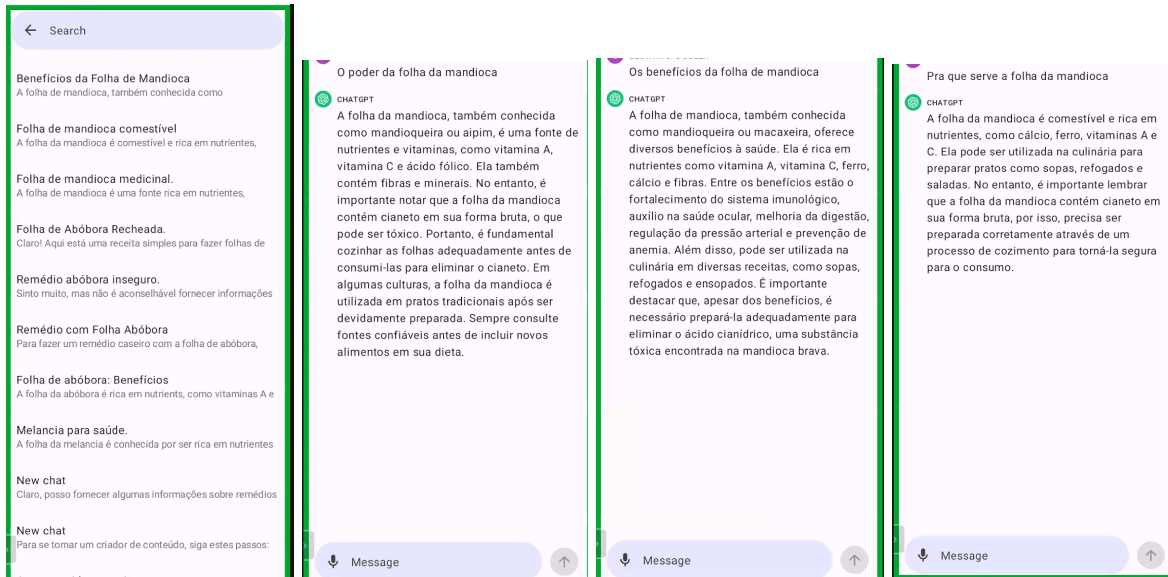 Search
Benefícios da Folha de Mandioca
A folha de mandioca, também conhecida como
Folha de mandioca comestível
A folha da mandioca é comestível e rica em nutrientes,
Folha de mandioca medicinal.
A folha da mandioca é uma fonte rica em nutrientes,
Folha de Abóbora Recheada.
Claro! Aqui está uma receita simples para fazer folhas de
Remédio abóbora inseguro.
Sinto muito, mas não é aconselhável fornecer informações
Remédio com Folha Abóbora
Para fazer um remédio caseiro com a folha de abóbora,
Folha de abóbora: Benefícios
A folha da abóbora é rica em nutrients, como vitaminas A e
Melancia para saúde.
A folha da melancia é conhecida por ser rica em nutrientes
New chat
Claro, posso fornecer algumas informações sobre remédios
New chat
Para se tornar um criador de conteúdo, siga estes passos:
O poder da folha da mandioca
CHATGPT
A folha da mandioca, também conhecida
como mandioqueira ou aipim, é uma fonte de
nutrientes e vitaminas, como vitamina A,
vitamina C e ácido fólico. Ela também
contém fibras e minerais. No entanto, é
importante notar que a folha da mandioca
contém cianeto em sua forma bruta, o que
pode ser tóxico. Portanto, é fundamental
cozinhar as folhas adequadamente antes de
consumi-las para eliminar o cianeto. Em
algumas culturas, a folha da mandioca é
utilizada em pratos tradicionais após ser
devidamente preparada. Sempre consulte
fontes confiáveis antes de incluir novos
alimentos em sua dieta.
Message
Os benefícios da folha de mandioca
CHATGPT
A folha de mandioca, também conhecida
como mandioqueira ou macaxeira, oferece
diversos benefícios à saúde. Ela é rica em
nutrientes como vitamina A, vitamina C, ferro,
cálcio e fibras. Entre os benefícios estão o
fortalecimento do sistema imunológico,
auxílio na saúde ocular, melhoria da digestão,
regulação da pressão arterial e prevenção de
anemia. Além disso, pode ser utilizada na
culinária em diversas receitas, como sopas,
refogados e ensopados. É importante
destacar que, apesar dos benefícios, é
necessário prepará-la adequadamente para
eliminar o ácido cianídrico, uma substância
tóxica encontrada na mandioca brava.
Message
Pra que serve a folha da mandioca
CHATGPT
A folha da mandioca é comestível e rica em
nutrientes, como cálcio, ferro, vitaminas A e
C. Ela pode ser utilizada na culinária para
preparar pratos como sopas, refogados e
saladas. No entanto, é importante lembrar
que a folha da mandioca contém cianeto em
sua forma bruta, por isso, precisa ser
preparada corretamente através de um
processo de cozimento para torná-la segura
para o consumo.
Message